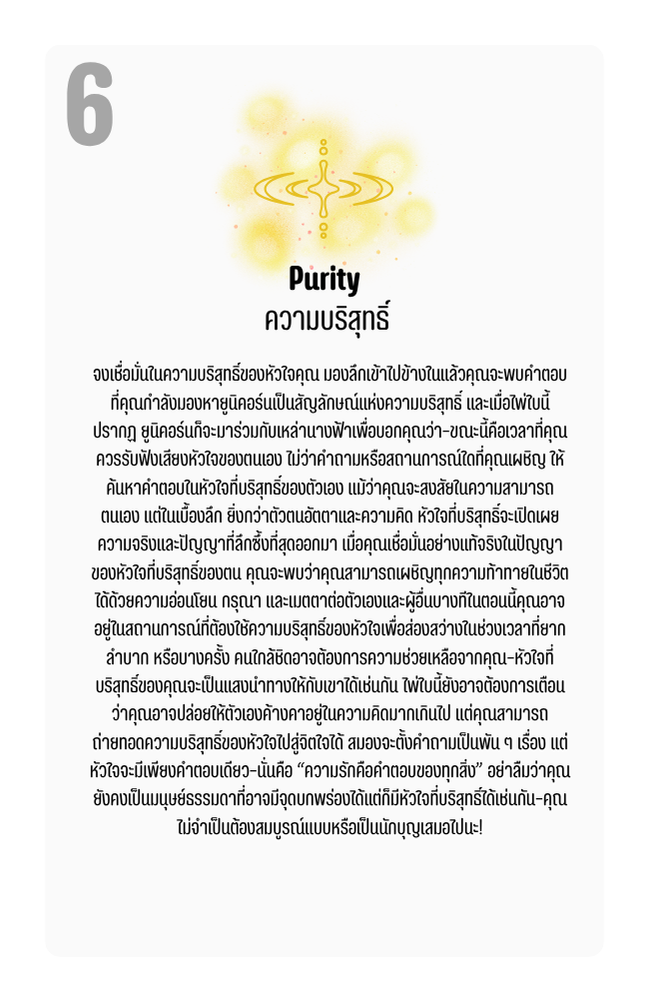 6
Purity
ความบริสุทธิ์
จงเชื่อมั่นในความบริสุทธิ์ของหัวใจคุณ มองลึกเข้าไปข้างในแล้วคุณจะพบคำตอบ
ที่คุณกำลังมองหายูนิคอร์นเป็นสัญลักษณ์แห่งความบริสุทธิ์ และเมื่อไพ่ใบนี้
ปรากฏ ยูนิคอร์นก็จะมาร่วมกับเหล่านางฟ้าเพื่อบอกคุณว่า-ขณะนี้คือเวลาที่คุณ
ควรรับฟังเสียงหัวใจของตนเอง ไม่ว่าคำถามหรือสถานการณ์ใดที่คุณเผชิญ ให้
ค้นหาคำตอบในหัวใจที่บริสุทธิ์ของตัวเอง แม้ว่าคุณจะสงสัยในความสามารถ
ตนเอง แต่ในเบื้องลึก ยิ่งกว่าตัวตนอัตตาและความคิด หัวใจที่บริสุทธิ์จะเปิดเผย
ความจริงและปัญญาที่ลึกซึ้งที่สุดออกมา เมื่อคุณเชื่อมั่นอย่างแท้จริงในปัญญา
ของหัวใจที่บริสุทธิ์ของตน คุณจะพบว่าคุณสามารถเผชิญทุกความท้าทายในชีวิต
ได้ด้วยความอ่อนโยน กรุณา และเมตตาต่อตัวเองและผู้อื่นบางทีในตอนนี้คุณอาจ
อยู่ในสถานการณ์ที่ต้องใช้ความบริสุทธิ์ของหัวใจเพื่อส่องสว่างในช่วงเวลาที่ยาก
ลำบาก หรือบางครั้ง คนใกล้ชิดอาจต้องการความช่วยเหลือจากคุณ-หัวใจที่
บริสุทธิ์ของคุณจะเป็นแสงนำทางให้กับเขาได้เช่นกัน ไพ่ใบนี้ยังอาจต้องการเตือน
ว่าคุณอาจปล่อยให้ตัวเองค้างคาอยู่ในความคิดมากเกินไป แต่คุณสามารถ
ถ่ายทอดความบริสุทธิ์ของหัวใจไปสู่จิตใจได้ สมองจะตั้งคำถามเป็นพัน ๆ เรื่อง แต่
หัวใจจะมีเพียงคำตอบเดียว-นั่นคือ “ความรักคือคำตอบของทุกสิ่ง” อย่าลืมว่าคุณ
ยังคงเป็นมนุษย์ธรรมดาที่อาจมีจุดบกพร่องได้แต่ก็มีหัวใจที่บริสุทธิ์ได้เช่นกัน-คุณ
ไม่จำเป็นต้องสมบูรณ์แบบหรือเป็นนักบุญเสมอไปนะ!